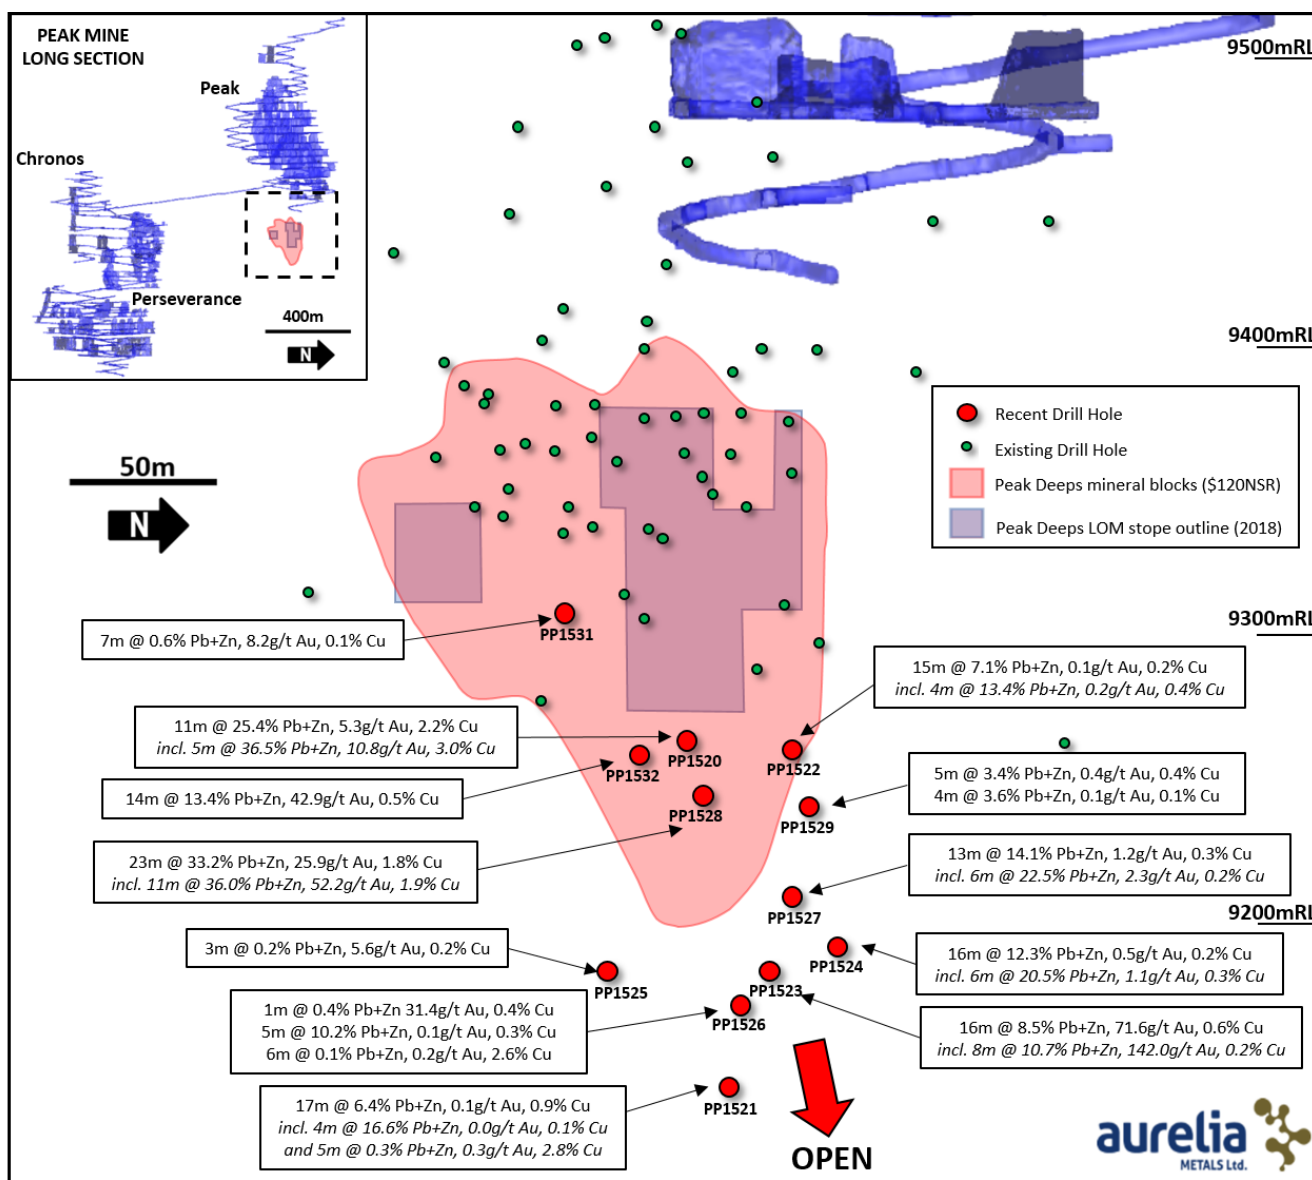 PEAK MINE
LONG SECTION
Peak
Chronos
Perseverance
400m
N
9500mRL
9400mRL
Recent Drill Hole
Existing Drill Hole
Peak Deeps mineral blocks ($120NSR)
Peak Deeps LOM stope outline (2018)
50m
N
9300mRL
7m @ 0.6% Pb+Zn, 8.2g/t Au, 0.1% Cu
PP1531
15m @ 7.1% Pb+Zn, 0.1g/t Au, 0.2% Cu
incl. 4m @ 13.4% Pb+Zn, 0.2g/t Au, 0.4% Cu
11m @ 25.4% Pb+Zn, 5.3g/t Au, 2.2% Cu
incl. 5m @ 36.5% Pb+Zn, 10.8g/t Au, 3.0% Cu
PP1520
PP1532
PP1522
14m @ 13.4% Pb+Zn, 42.9g/t Au, 0.5% Cu
5m @ 3.4% Pb+Zn, 0.4g/t Au, 0.4% Cu
4m @ 3.6% Pb+Zn, 0.1g/t Au, 0.1% Cu
PP1528
PP1529
23m @ 33.2% Pb+Zn, 25.9g/t Au, 1.8% Cu
incl. 11m @ 36.0% Pb+Zn, 52.2g/t Au, 1.9% Cu
13m @ 14.1% Pb+Zn, 1.2g/t Au, 0.3% Cu
incl. 6m @ 22.5% Pb+Zn, 2.3g/t Au, 0.2% Cu
PP1527
9200mRL
3m @ 0.2% Pb+Zn, 5.6g/t Au, 0.2% Cu
PP1525
16m @ 12.3% Pb+Zn, 0.5g/t Au, 0.2% Cu
incl. 6m @ 20.5% Pb+Zn, 1.1g/t Au, 0.3% Cu
PP1524
PP1523
1m @ 0.4% Pb+Zn 31.4g/t Au, 0.4% Cu
5m @ 10.2% Pb+Zn, 0.1g/t Au, 0.3% Cu
6m @ 0.1% Pb+Zn, 0.2g/t Au, 2.6% Cu
PP1526
16m @ 8.5% Pb+Zn, 71.6g/t Au, 0.6% Cu
incl. 8m @ 10.7% Pb+Zn, 142.0g/t Au, 0.2% Cu
17m @ 6.4% Pb+Zn, 0.1g/t Au, 0.9% Cu
incl. 4m @ 16.6% Pb+Zn, 0.0g/t Au, 0.1% Cu
and 5m @ 0.3% Pb+Zn, 0.3g/t Au, 2.8% Cu
PP1521
OPEN
aurelia
METALS Ltd.